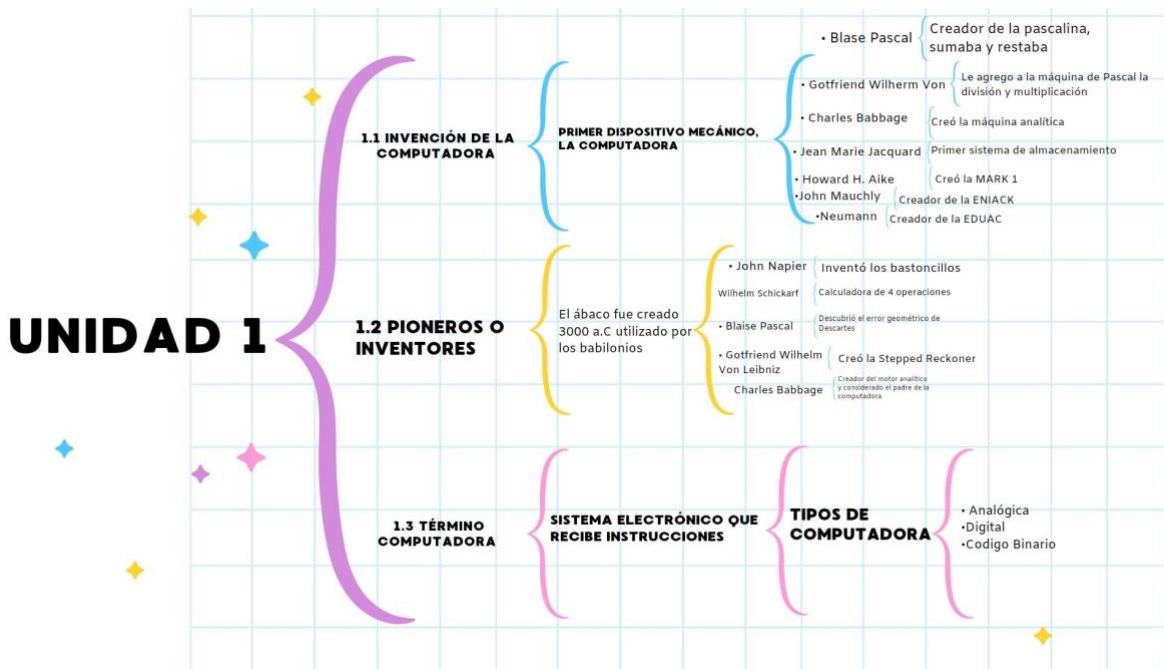 UNIDAD 1
1.1 INVENCIÓN DE LA
COMPUTADORA
PRIMER DISPOSITIVO MECÁNICO,
LA COMPUTADORA
• Blase Pascal
Creador de la pascalina,
sumaba y restaba
• Gotfriend Wilherm Von
Le agrego a la máquina de Pascal la
división y multiplicación
• Charles Babbage
Creó la máquina analítica
• Jean Marie Jacquard
Primer sistema de almacenamiento
• Howard H. Aike
Creó la MARK 1
•John Mauchly
Creador de la ENIACK
•Neumann
Creador de la EDUAC
1.2 PIONEROS O
INVENTORES
El ábaco fue creado
3000 a.C utilizado por
los babilonios
• John Napier
Inventó los bastoncillos
Wilhelm Schickarf
Calculadora de 4 operaciones
• Blaise Pascal
Descubrió el error geométrico de
Descartes
• Gotfriend Wilhelm
Von Leibniz
Creó la Stepped Reckoner
Charles Babbage
Creador del motor analítico
y considerado el padre de la
computadora
1.3 TÉRMINO
COMPUTADORA
SISTEMA ELECTRÓNICO QUE
RECIBE INSTRUCCIONES
TIPOS DE
COMPUTADORA
• Analógica
•Digital
•Codigo Binario